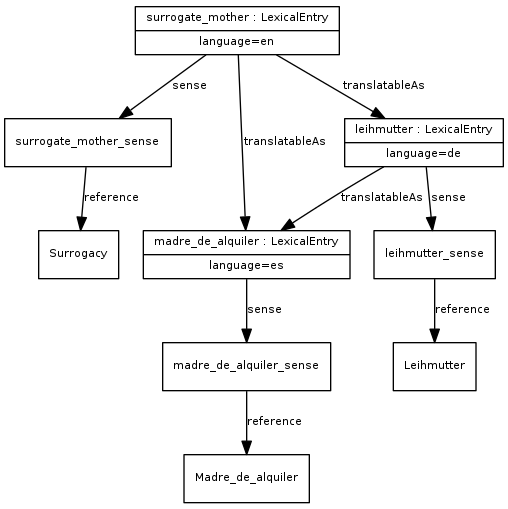 surrogate_mother : LexicalEntry
language=en
sense
translatableAs
surrogate_mother_sense
translatableAs
leihmutter : LexicalEntry
language=de
reference
translatableAs
sense
Surrogacy
madre_de_alquiler : LexicalEntry
language=es
leihmutter_sense
sense
reference
madre_de_alquiler_sense
Leihmutter
reference
Madre_de_alquiler